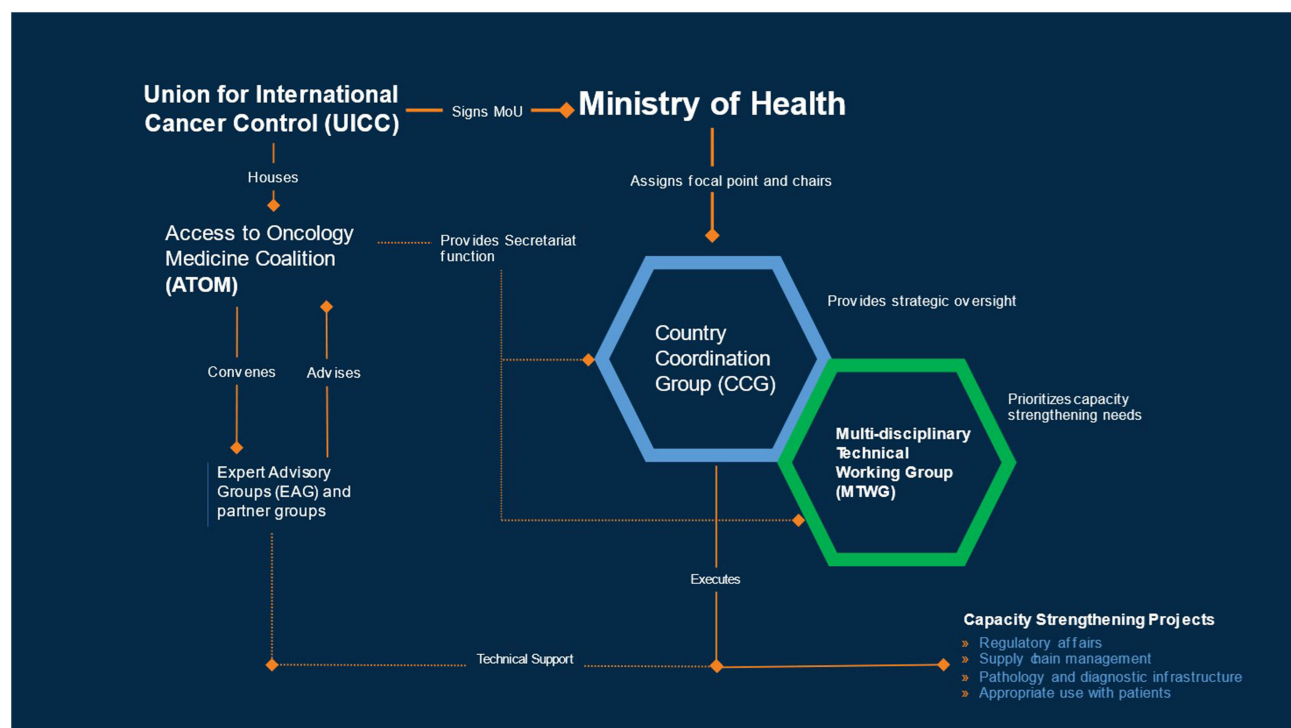 Union for International
Cancer Control (UICC)
Signs MoU
Ministry of Health
Houses
Assigns focal point and chairs
Access to Oncology
Medicine Coalition
(ATOM)
Provides Secretariat
function
Provides strategic oversight
Country
Coordination
Group (CCG)
Convenes
Advises
Prioritizes capacity
strengthening needs
Multi-disciplinary
Technical
Working Group
(MTWG)
Expert Advisory
Groups (EAG) and
partner groups
Executes
Technical Support
Capacity Strengthening Projects
» Regulatory affairs
» Supply chain management
» Pathology and diagnostic infrastructure
» Appropriate use with patients